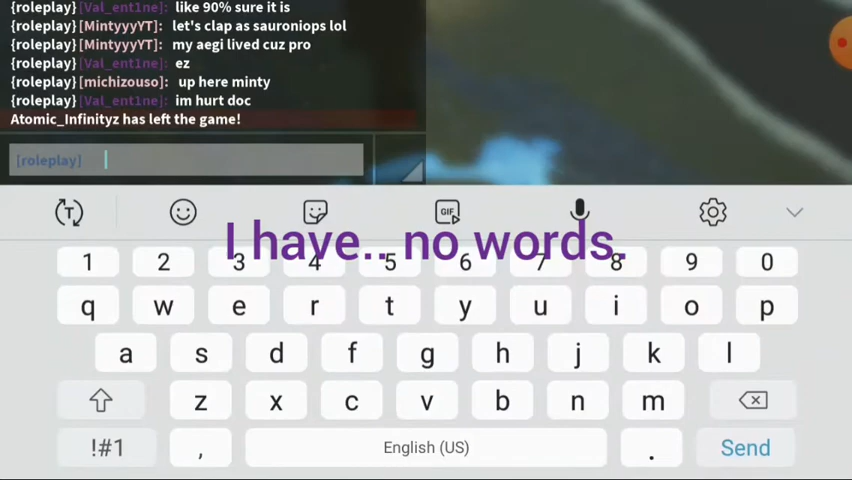 {roleplay}[Val_ent1ne]: like 90% sure it is
{roleplay}[MintyyyYT]: let's clap as sauroniops lol
{roleplay}[MintyyyYT]: my aegi lived cuz pro
{roleplay}[Val_ent1ne]: ez
{roleplay}[michizouso]: up here minty
{roleplay}[Val_ent1ne]: im hurt doc
Atomic_Infinityz has left the game!
[roleplay]
T
GIF
I have.. no words.
1 2 3 4 5 6 7 8 9 0
q w e r t y u i o p
a s d f g h j k l
z x c v b n m
!#1 , English (US) . Send